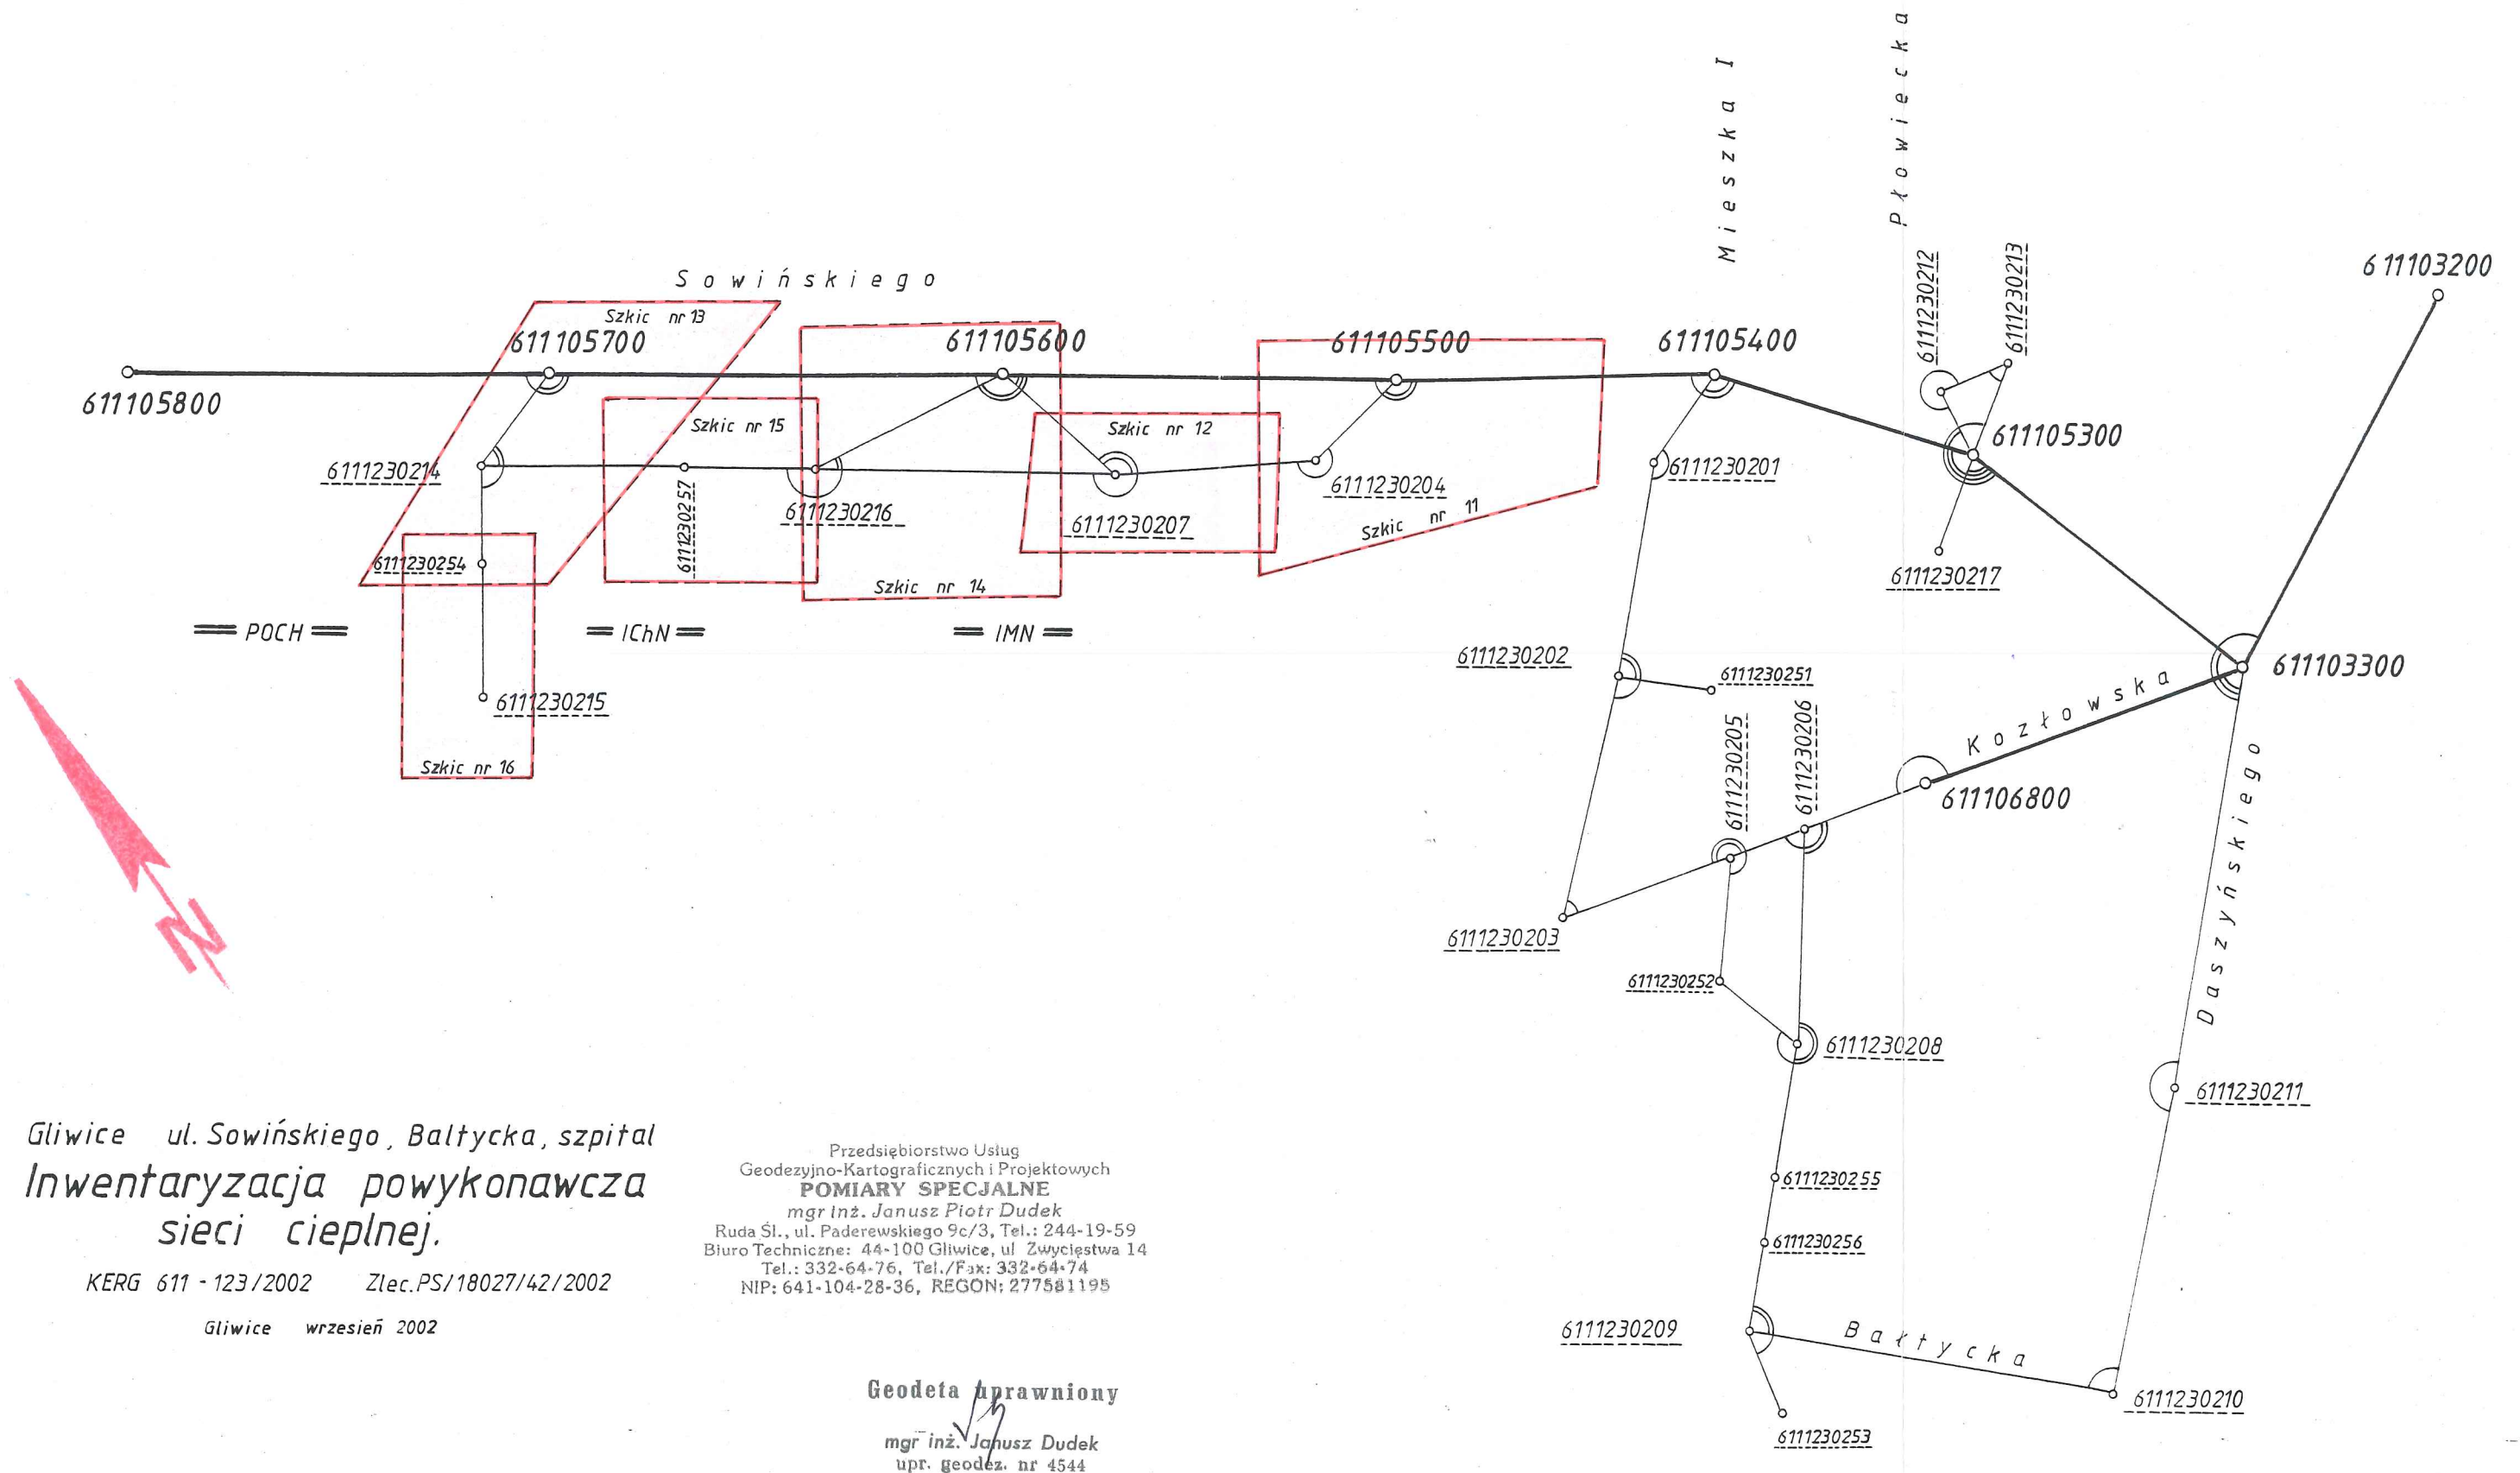 Mieszka I
Płowiecka
Sowińskiego
Szkic nr 13
611105700
611105600
611105500
611105400
611105800
6111230212
6111230213
611103200
611105300
Szkic nr 15
Szkic nr 12
6111230214
6111230257
6111230216
6111230207
6111230204
Szkic nr 11
6111230201
6111230254
Szkic nr 14
6111230217
POCH
IChN
IMN
6111230202
6111230251
611103300
6111230215
Szkic nr 16
6111230205
6111230206
Kozłowska
611106800
Daszyńskiego
N
6111230203
6111230252
6111230208
6111230211
6111230255
6111230256
6111230209
Bałtycka
6111230210
6111230253
Gliwice ul. Sowińskiego, Bałtycka, szpital
Inwentaryzacja powykonawcza
sieci cieplnej.
KERG 611 - 123/2002 Zlec.PS/18027/42/2002
Gliwice wrzesień 2002
Przedsiębiorstwo Usług
Geodezyjno-Kartograficznych i Projektowych
POMIARY SPECJALNE
mgr inż. Janusz Piotr Dudek
Ruda Śl., ul. Paderewskiego 9c/3, Tel.: 244-19-59
Biuro Techniczne: 44-100 Gliwice, ul Zwycięstwa 14
Tel.: 332-64-76, Tel./Fax: 332-64-74
NIP: 641-104-28-36, REGON: 277581195
Geodeta uprawniony
mgr inż. Janusz Dudek
upr. geodez. nr 4544